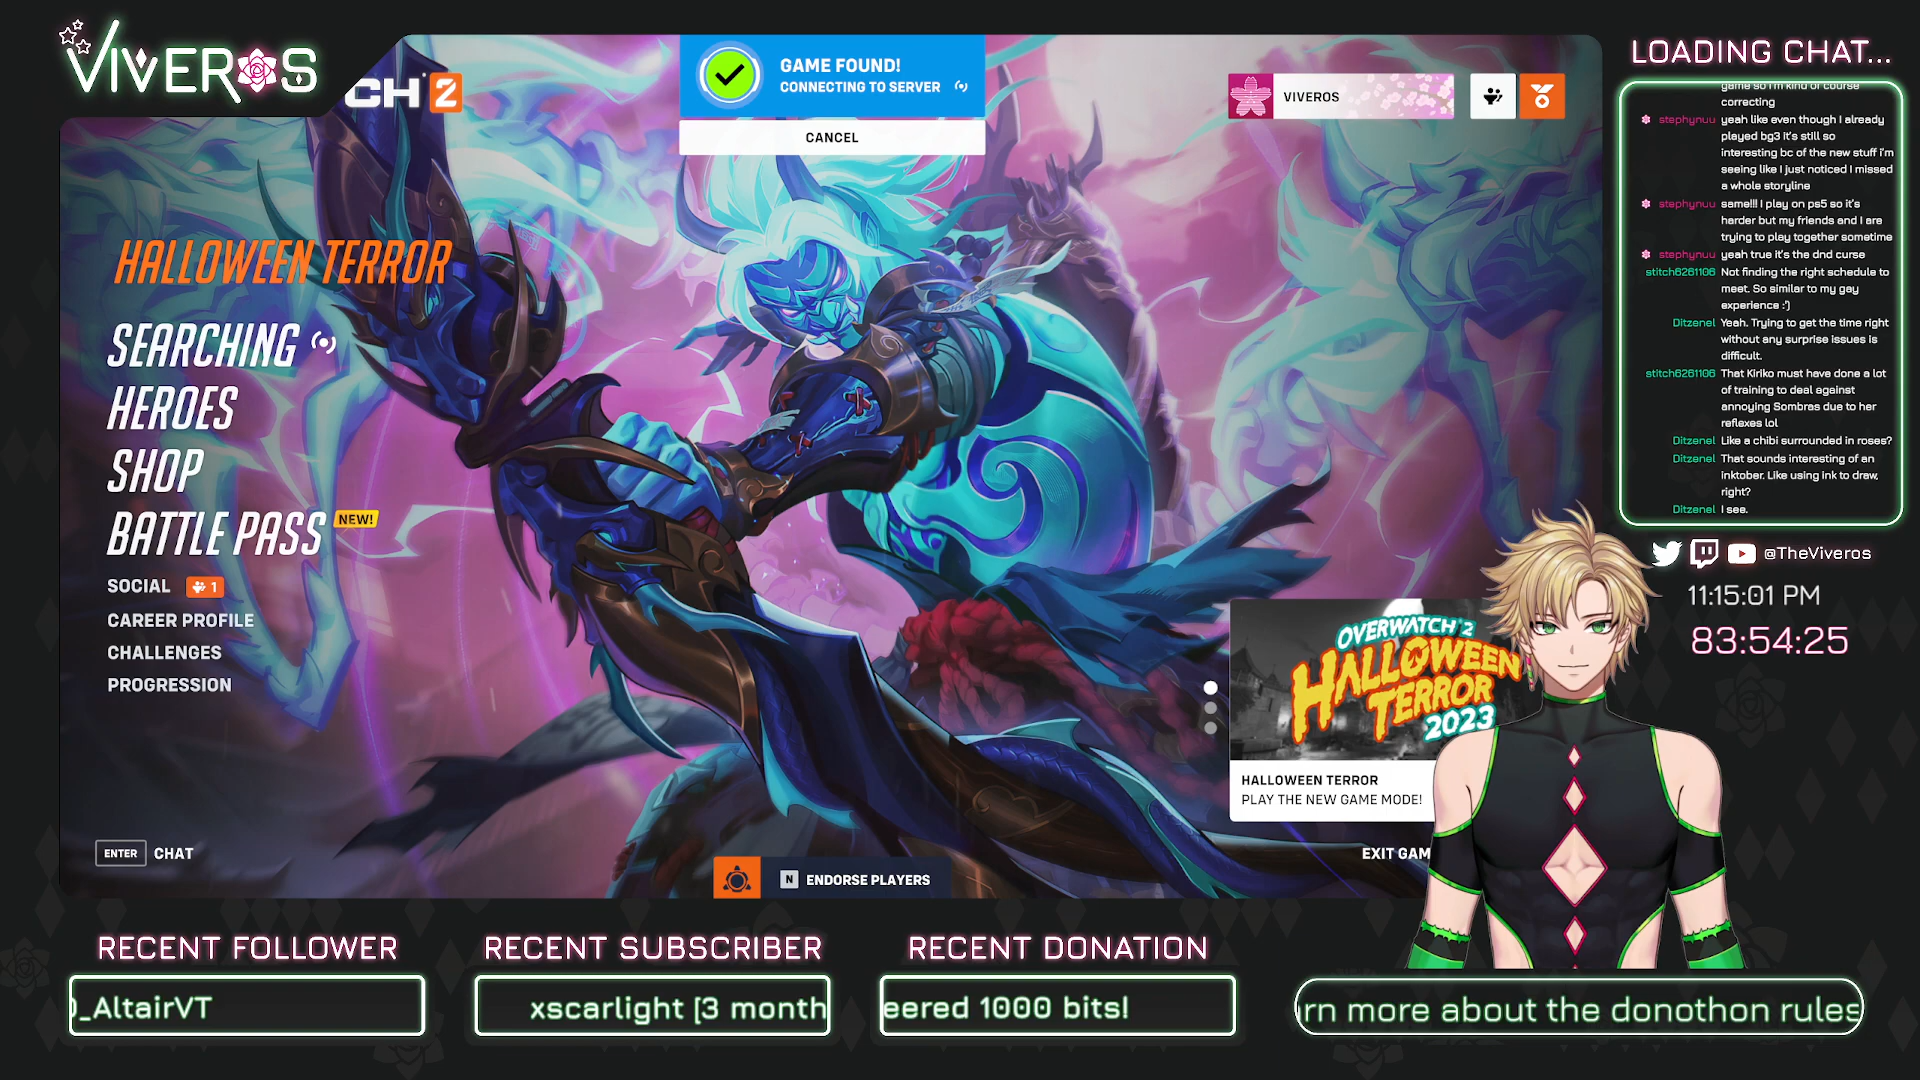 VIVEROS
CH 2
GAME FOUND!
CONNECTING TO SERVER
CANCEL
VIVEROS
HALLOWEEN TERROR
SEARCHING
HEROES
SHOP
BATTLE PASS NEW!
SOCIAL 1
CAREER PROFILE
CHALLENGES
PROGRESSION
ENTER CHAT
N ENDORSE PLAYERS
OVERWATCH 2
HALLOWEEN
TERROR
2023
HALLOWEEN TERROR
PLAY THE NEW GAME MODE!
EXIT GAM
LOADING CHAT...
game so i'm kind of course
correcting
stephynuu yeah like even though I already
played bg3 it's still so
interesting bc of the new stuff i'm
seeing like I just noticed I missed
a whole storyline
stephynuu same!!! I play on ps5 so it's
harder but my friends and I are
trying to play together sometime
stephynuu yeah true it's the dnd curse
stitch6261106 Not finding the right schedule to
meet. So similar to my gay
experience :')
Ditzenel Yeah. Trying to get the time right
without any surprise issues is
difficult.
stitch6261106 That Kiriko must have done a lot
of training to deal against
annoying Sombras due to her
reflexes lol
Ditzenel Like a chibi surrounded in roses?
Ditzenel That sounds interesting of an
inktober. Like using ink to draw,
right?
Ditzenel I see.
@TheViveros
11:15:01 PM
83:54:25
RECENT FOLLOWER
_AltairVT
RECENT SUBSCRIBER
xscarlight [3 month
RECENT DONATION
eered 1000 bits!
rn more about the donothon rules